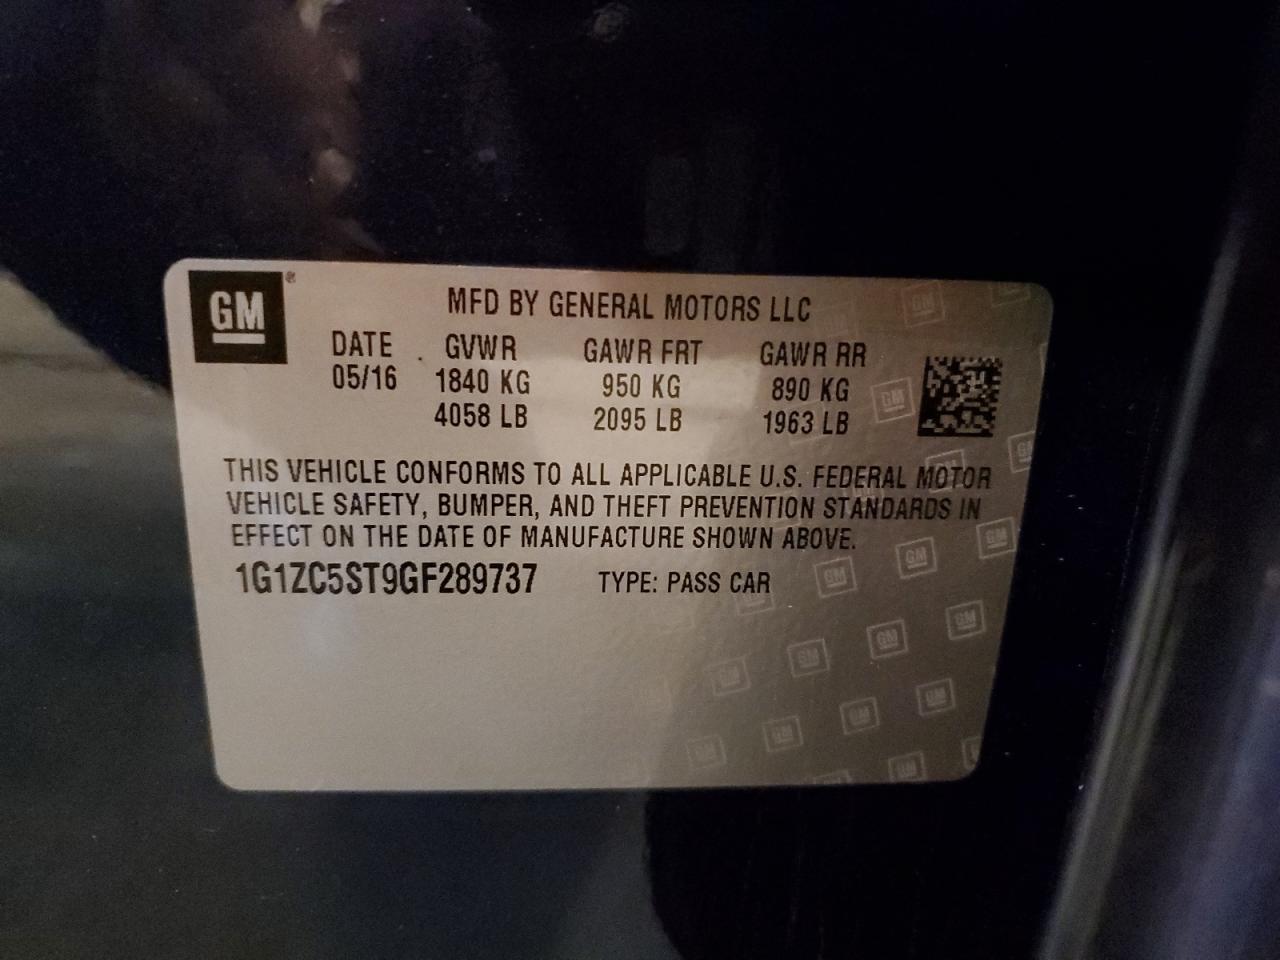 GM®
MFD BY GENERAL MOTORS LLC
DATE GVWR GAWR FRT GAWR RR
05/16 1840 KG 950 KG 890 KG
4058 LB 2095 LB 1963 LB
THIS VEHICLE CONFORMS TO ALL APPLICABLE U.S. FEDERAL MOTOR
VEHICLE SAFETY, BUMPER, AND THEFT PREVENTION STANDARDS IN
EFFECT ON THE DATE OF MANUFACTURE SHOWN ABOVE.
1G1ZC5ST9GF289737 TYPE: PASS CAR